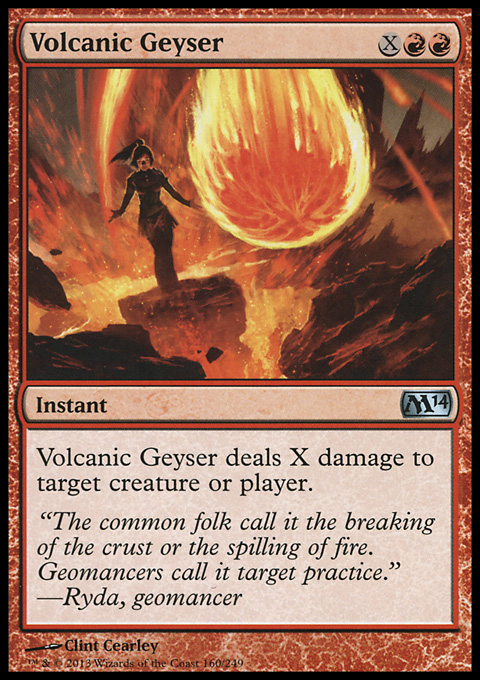 Volcanic Geyser X
Instant M14
Volcanic Geyser deals X damage to
target creature or player.
“The common folk call it the breaking
of the crust or the spilling of fire.
Geomancers call it target practice.”
—Ryda, geomancer
Clint Cearley
™ & © 2013 Wizards of the Coast 160/249